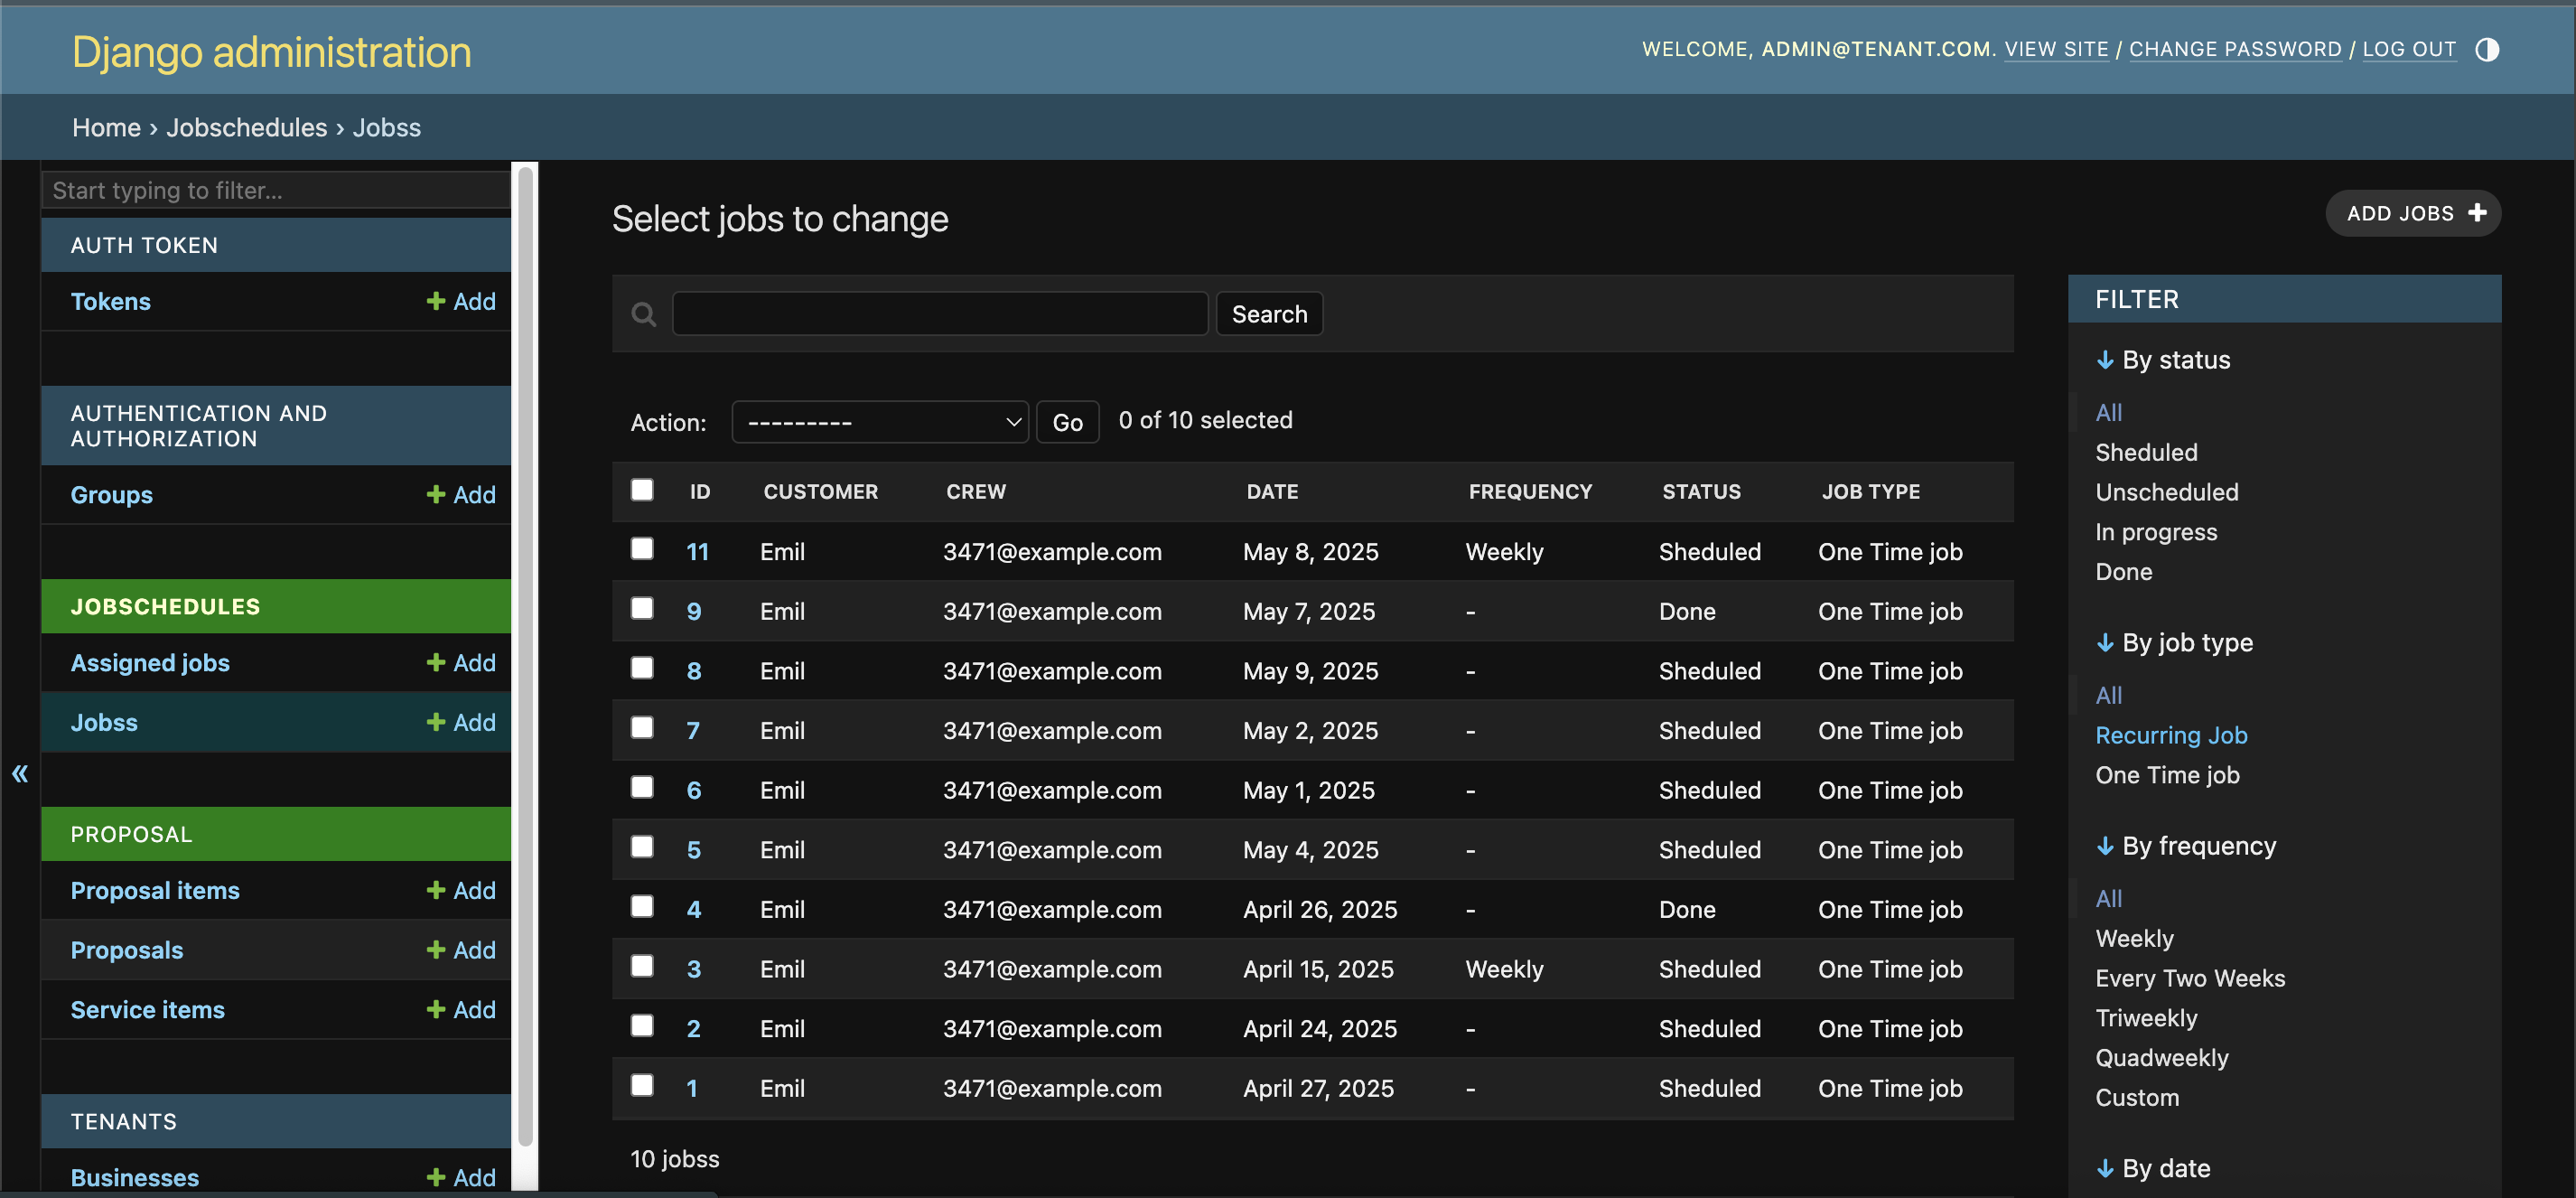 Django administration
WELCOME, ADMIN@TENANT.COM. VIEW SITE / CHANGE PASSWORD / LOG OUT
Home › Jobschedules › Jobss
Start typing to filter...
AUTH TOKEN
Tokens + Add
AUTHENTICATION AND
AUTHORIZATION
Groups + Add
JOBSCHEDULES
Assigned jobs + Add
Jobss + Add
PROPOSAL
Proposal items + Add
Proposals + Add
Service items + Add
TENANTS
Businesses + Add
«
Select jobs to change
ADD JOBS +
Search
Action: --------- Go 0 of 10 selected
ID CUSTOMER CREW DATE FREQUENCY STATUS JOB TYPE
11 Emil 3471@example.com May 8, 2025 Weekly Sheduled One Time job
9 Emil 3471@example.com May 7, 2025 - Done One Time job
8 Emil 3471@example.com May 9, 2025 - Sheduled One Time job
7 Emil 3471@example.com May 2, 2025 - Sheduled One Time job
6 Emil 3471@example.com May 1, 2025 - Sheduled One Time job
5 Emil 3471@example.com May 4, 2025 - Sheduled One Time job
4 Emil 3471@example.com April 26, 2025 - Done One Time job
3 Emil 3471@example.com April 15, 2025 Weekly Sheduled One Time job
2 Emil 3471@example.com April 24, 2025 - Sheduled One Time job
1 Emil 3471@example.com April 27, 2025 - Sheduled One Time job
10 jobss
FILTER
↓ By status
All
Sheduled
Unscheduled
In progress
Done
↓ By job type
All
Recurring Job
One Time job
↓ By frequency
All
Weekly
Every Two Weeks
Triweekly
Quadweekly
Custom
↓ By date